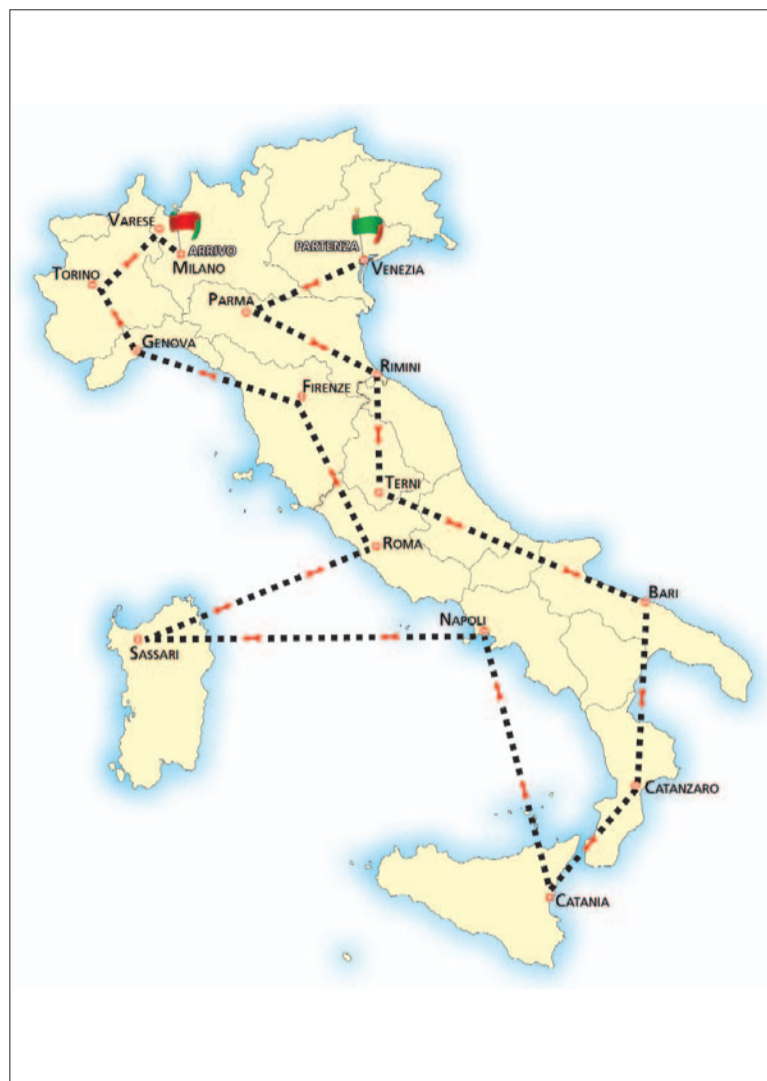 VARESE
ARRIVO
MILANO
PARTENZA
VENEZIA
TORINO
PARMA
GENOVA
RIMINI
FIRENZE
TERNI
ROMA
BARI
NAPOLI
SASSARI
CATANZARO
CATANIA